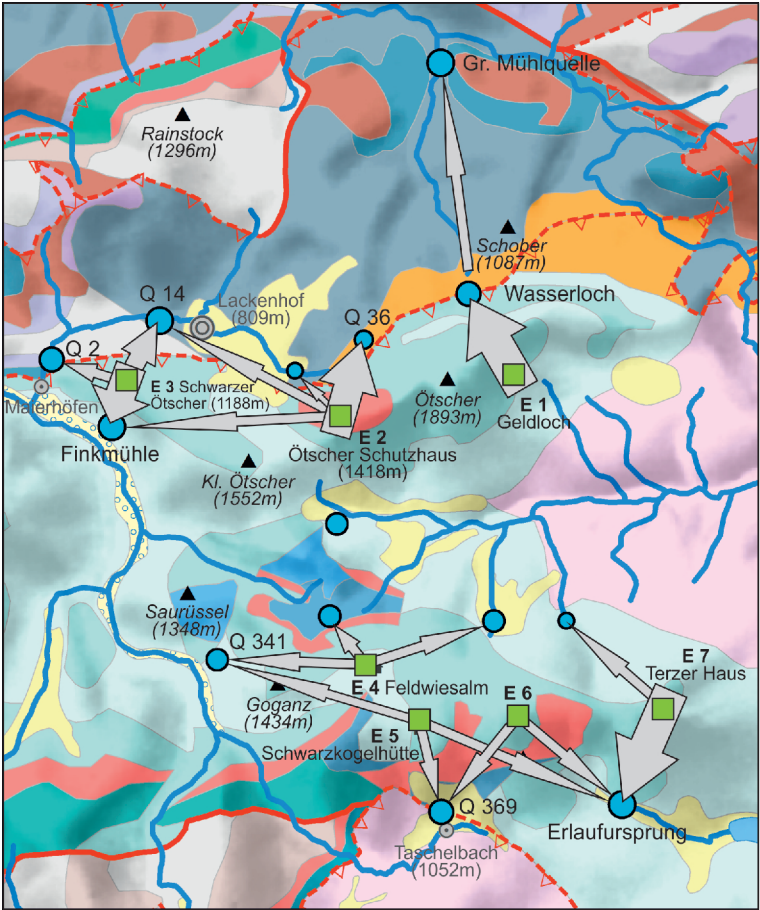 Gr. Mühlquelle
Rainstock
(1296m)
Schober
(1087m)
Wasserloch
Q 14
Lackenhof
(809m)
Q 36
Q 2
E 3 Schwarzer
Ötscher (1188m)
Maierhöfen
Ötscher
(1893m)
E 1
Geldloch
Finkmühle
E 2
Ötscher Schutzhaus
(1418m)
Kl. Ötscher
(1552m)
Saurüssel
(1348m)
Q 341
E 4 Feldwiesalm
E 6
E 7
Terzer Haus
Goganz
(1434m)
E 5
Schwarzkogelhütte
Q 369
Erlaufursprung
Taschelbach
(1052m)